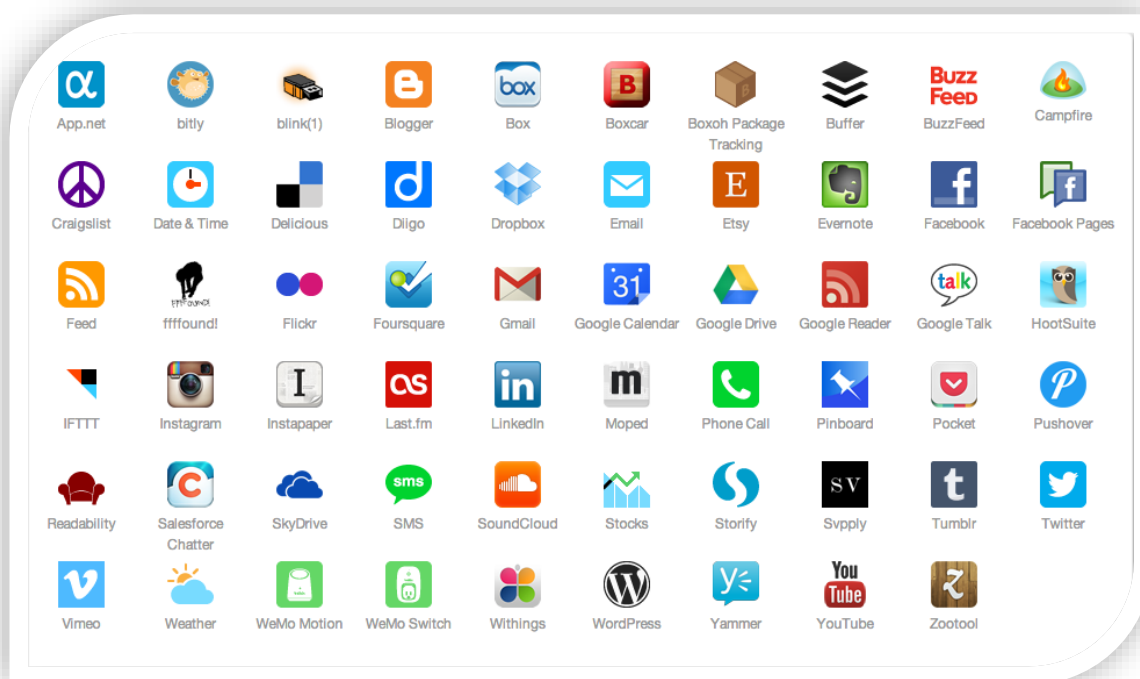 App.net bitly blink(1) Blogger Box Boxcar Boxoh Package Tracking Buffer BuzzFeed Campfire
Craigslist Date & Time Delicious Diigo Dropbox Email Etsy Evernote Facebook Facebook Pages
Feed ffffound! Flickr Foursquare Gmail Google Calendar Google Drive Google Reader Google Talk HootSuite
IFTTT Instagram Instapaper Last.fm LinkedIn Moped Phone Call Pinboard Pocket Pushover
Readability Salesforce Chatter SkyDrive SMS SoundCloud Stocks Storify Svpply Tumblr Twitter
Vimeo Weather WeMo Motion WeMo Switch Withings WordPress Yammer YouTube Zootool